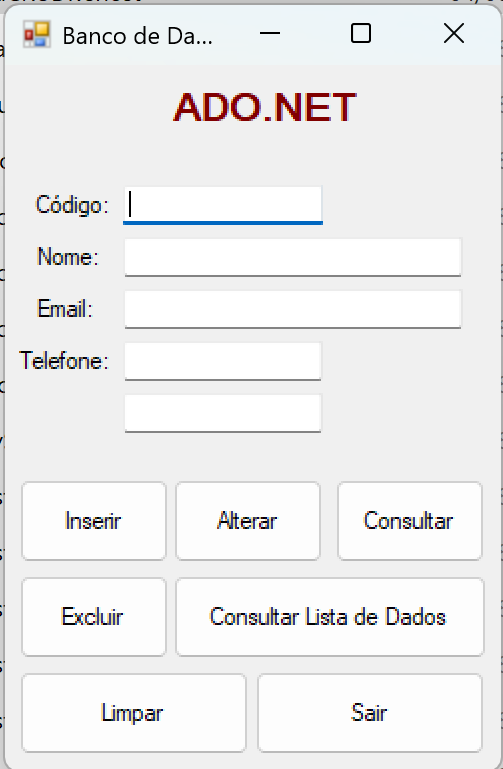 Banco de Da...
ADO.NET
Código:
Nome:
Email:
Telefone:
Inserir Alterar Consultar
Excluir Consultar Lista de Dados
Limpar Sair